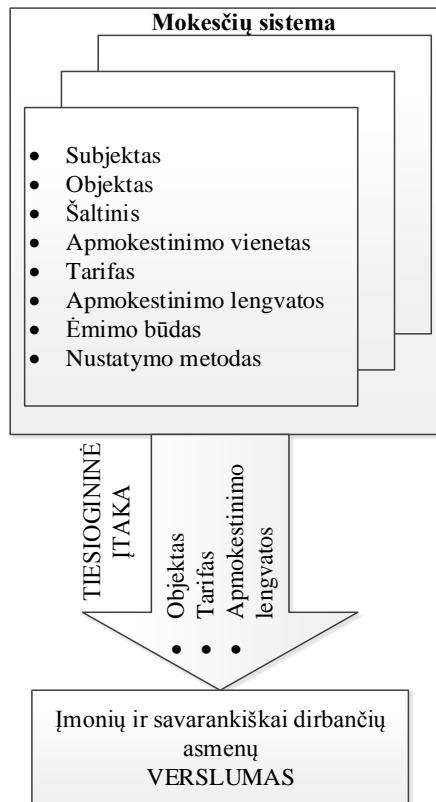 Mokesčių sistema
• Subjektas
• Objektas
• Šaltinis
• Apmokestinimo vienetas
• Tarifas
• Apmokestinimo lengvatos
• Ėmimo būdas
• Nustatymo metodas
TIESIOGININĖ
ĮTAKA
• Objektas
• Tarifas
• Apmokestinimo
lengvatos
Įmonių ir savarankiškai dirbančių
asmenų
VERSLUMAS